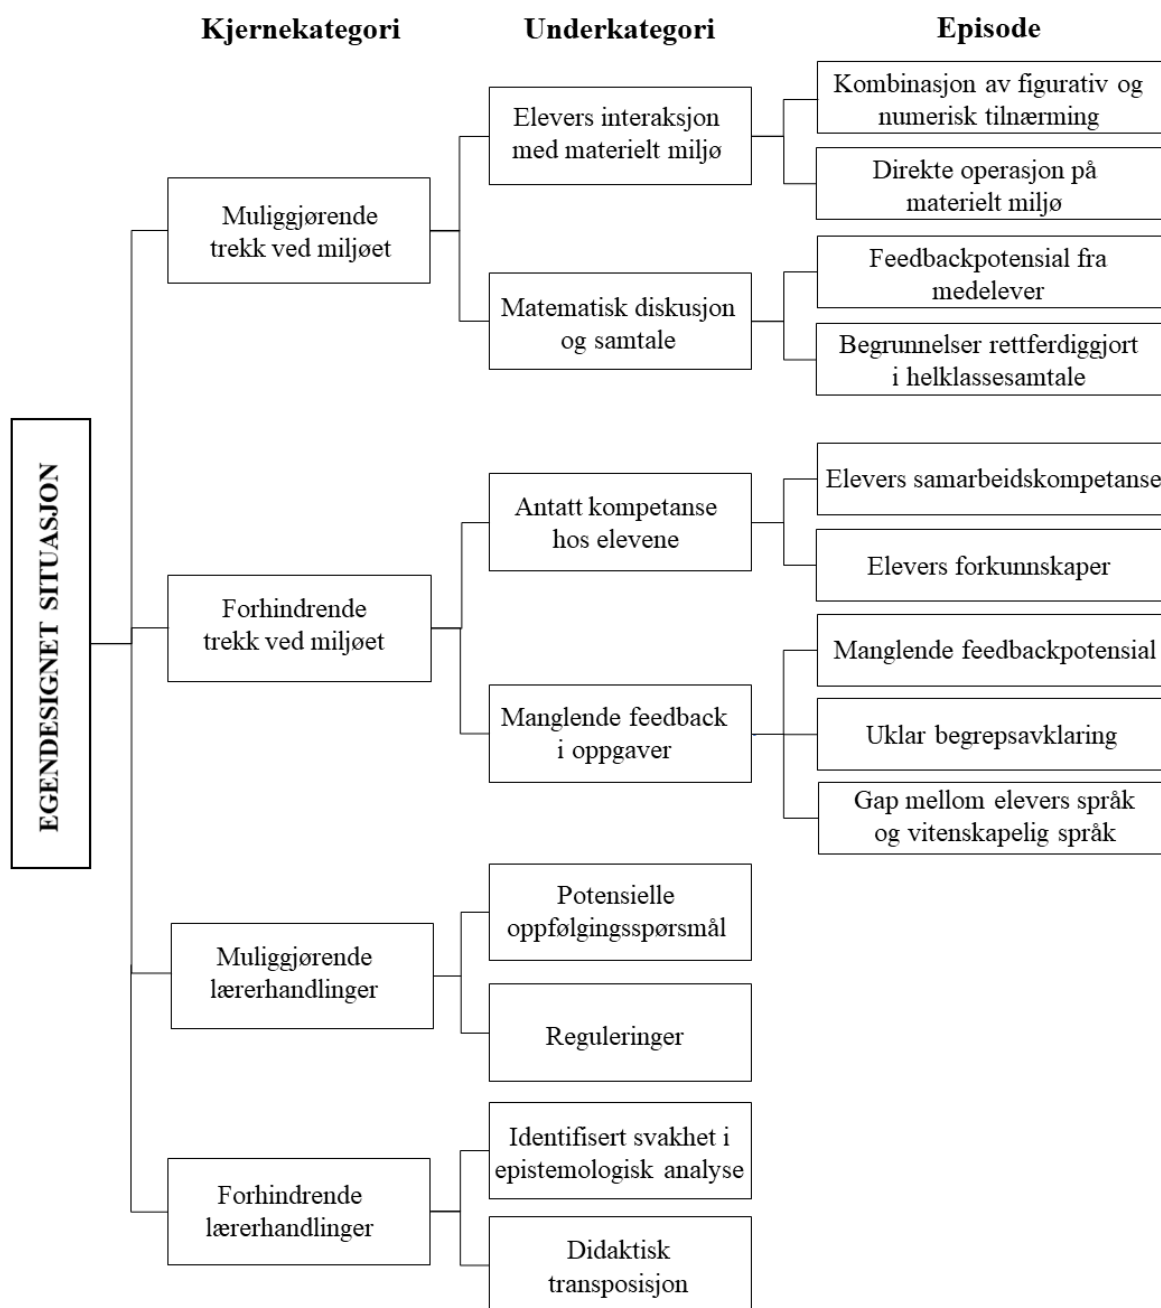 Kjernekategori
Underkategori
Episode
EGENDESIGNET SITUASJON
Muliggjørende
trekk ved miljøet
Elevers interaksjon
med materielt miljø
Kombinasjon av figurativ og
numerisk tilnærming
Direkte operasjon på
materielt miljø
Matematisk diskusjon
og samtale
Feedbackpotensial fra
medelever
Begrunnelser rettferdiggjort
i helklassesamtale
Forhindrende
trekk ved miljøet
Antatt kompetanse
hos elevene
Elevers samarbeidskompetanse
Elevers forkunnskaper
Manglende feedback
i oppgaver
Manglende feedbackpotensial
Uklar begrepsavklaring
Gap mellom elevers språk
og vitenskapelig språk
Muliggjørende
lærerhandlinger
Potensielle
oppfølgingsspørsmål
Reguleringer
Forhindrende
lærerhandlinger
Identifisert svakhet i
epistemologisk analyse
Didaktisk
transposisjon